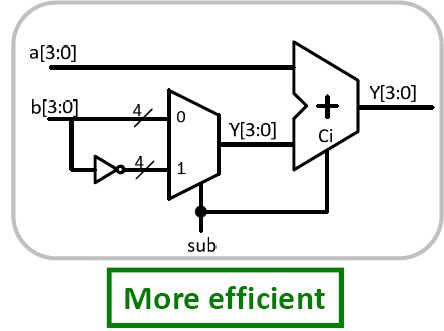 a[3:0]
Y[3:0]
b[3:0]
4
0
+
Y[3:0]
Ci
4
1
sub
More efficient